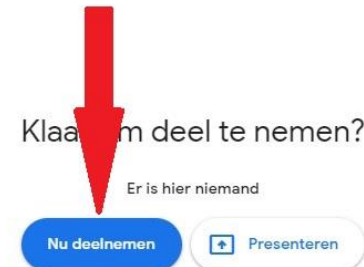 Klaa m deel te nemen?
Er is hier niemand
Nu deelnemen
Presenteren